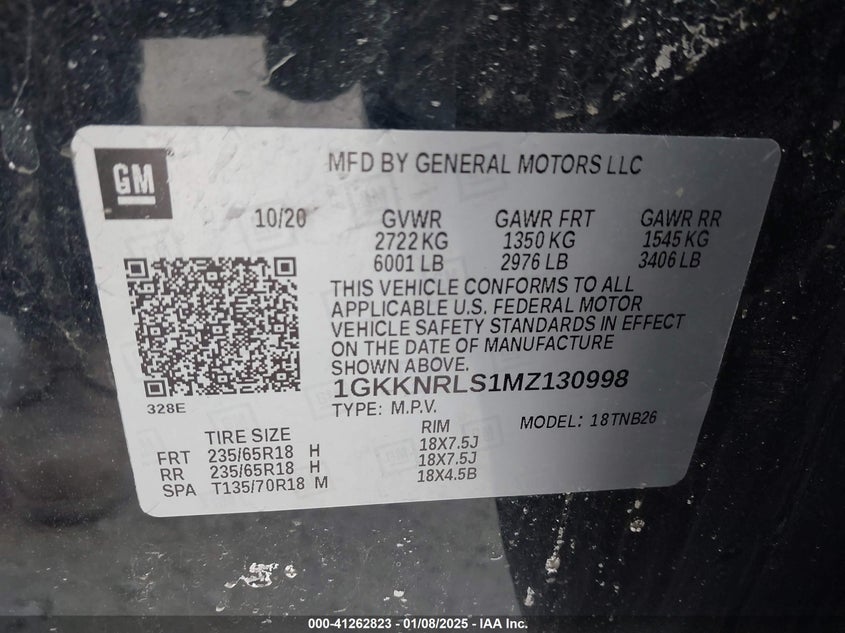 GM
MFD BY GENERAL MOTORS LLC
10/20 GVWR GAWR FRT GAWR RR
2722 KG 1350 KG 1545 KG
6001 LB 2976 LB 3406 LB
THIS VEHICLE CONFORMS TO ALL
APPLICABLE U.S. FEDERAL MOTOR
VEHICLE SAFETY STANDARDS IN EFFECT
ON THE DATE OF MANUFACTURE
SHOWN ABOVE.
1GKKNRLS1MZ130998
328E
TYPE: M.P.V. MODEL: 18TNB26
TIRE SIZE RIM
FRT 235/65R18 H 18X7.5J
RR 235/65R18 H 18X7.5J
SPA T135/70R18 M 18X4.5B
000-41262823 - 01/08/2025 - IAA Inc.